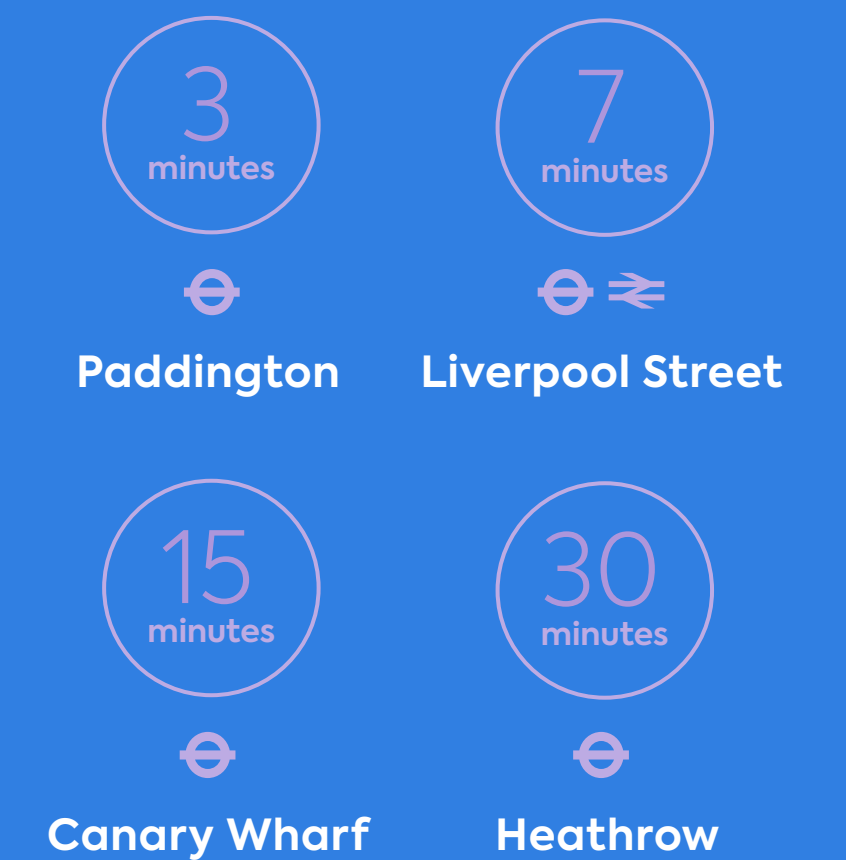 3
minutes
Paddington
7
minutes
Liverpool Street
15
minutes
Canary Wharf
30
minutes
Heathrow